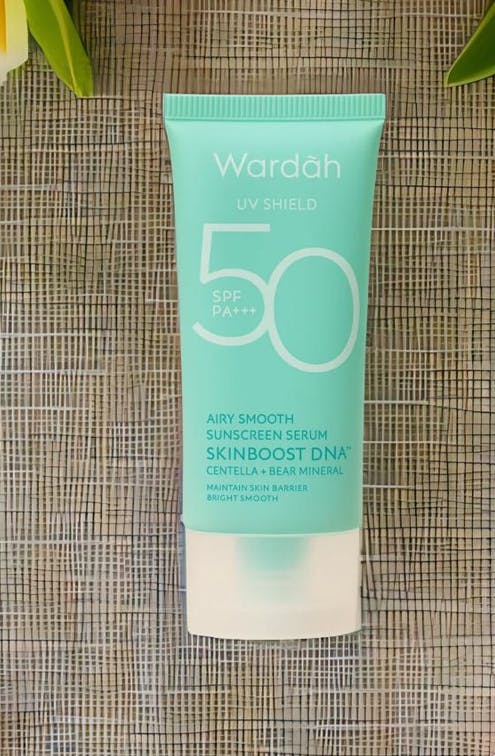 Wardàh
UV SHIELD
50
SPF
PA+++
AIRY SMOOTH
SUNSCREEN SERUM
SKINBOOST DNA™
CENTELLA + BEAR MINERAL
MAINTAIN SKIN BARRIER
BRIGHT SMOOTH